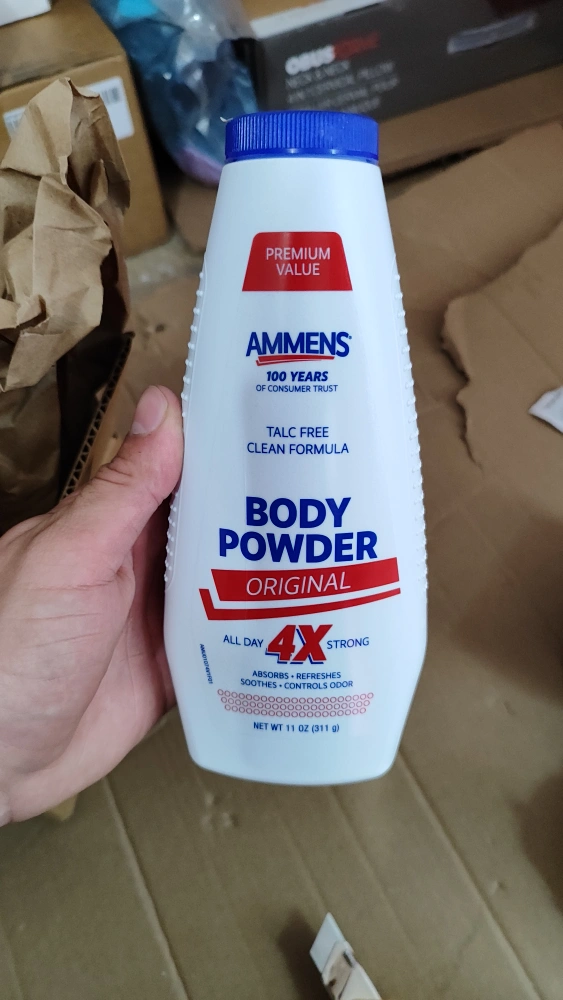 PREMIUM
VALUE
AMMENS®
100 YEARS
OF CONSUMER TRUST
TALC FREE
CLEAN FORMULA
BODY
POWDER
ORIGINAL
ALL DAY 4X STRONG
ABSORBS • REFRESHES
SOOTHES • CONTROLS ODOR
NET WT 11 OZ (311 g)